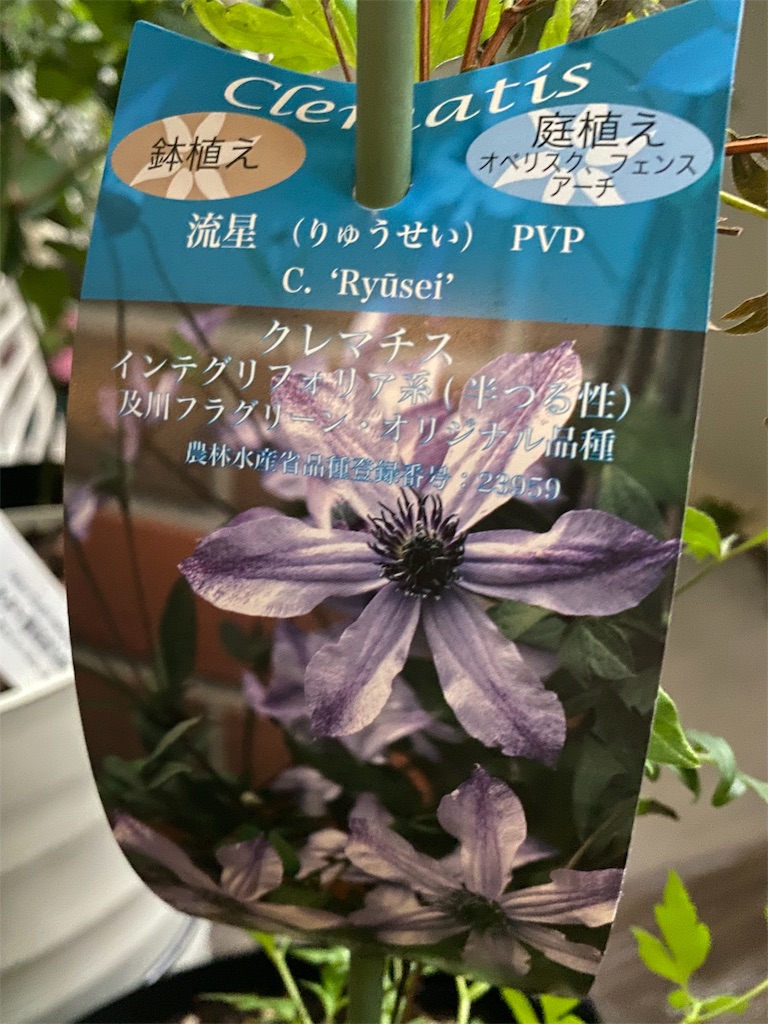 Clematis
鉢植え
庭植え
オベリスク、フェンス
アーチ
流星 (りゅうせい) PVP
C. 'Ryūsei'
クレマチス
インテグリフォリア系(半つる性)
及川フラグリーン・オリジナル品種
農林水産省品種登録番号:23959